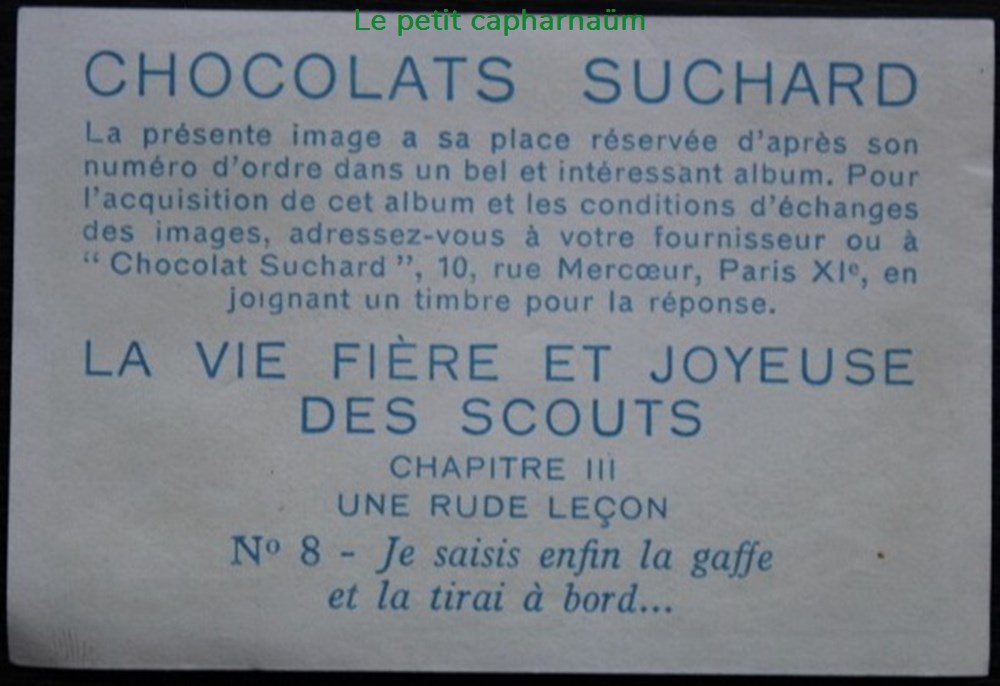 Le petit capharnaüm
CHOCOLATS SUCHARD
La présente image a sa place réservée d'après son
numéro d'ordre dans un bel et intéressant album. Pour
l'acquisition de cet album et les conditions d'échanges
des images, adressez-vous à votre fournisseur ou à
“ Chocolat Suchard ”, 10, rue Mercœur, Paris XIᵉ, en
joignant un timbre pour la réponse.
LA VIE FIÈRE ET JOYEUSE
DES SCOUTS
CHAPITRE III
UNE RUDE LEÇON
Nº 8 - Je saisis enfin la gaffe
et la tirai à bord...